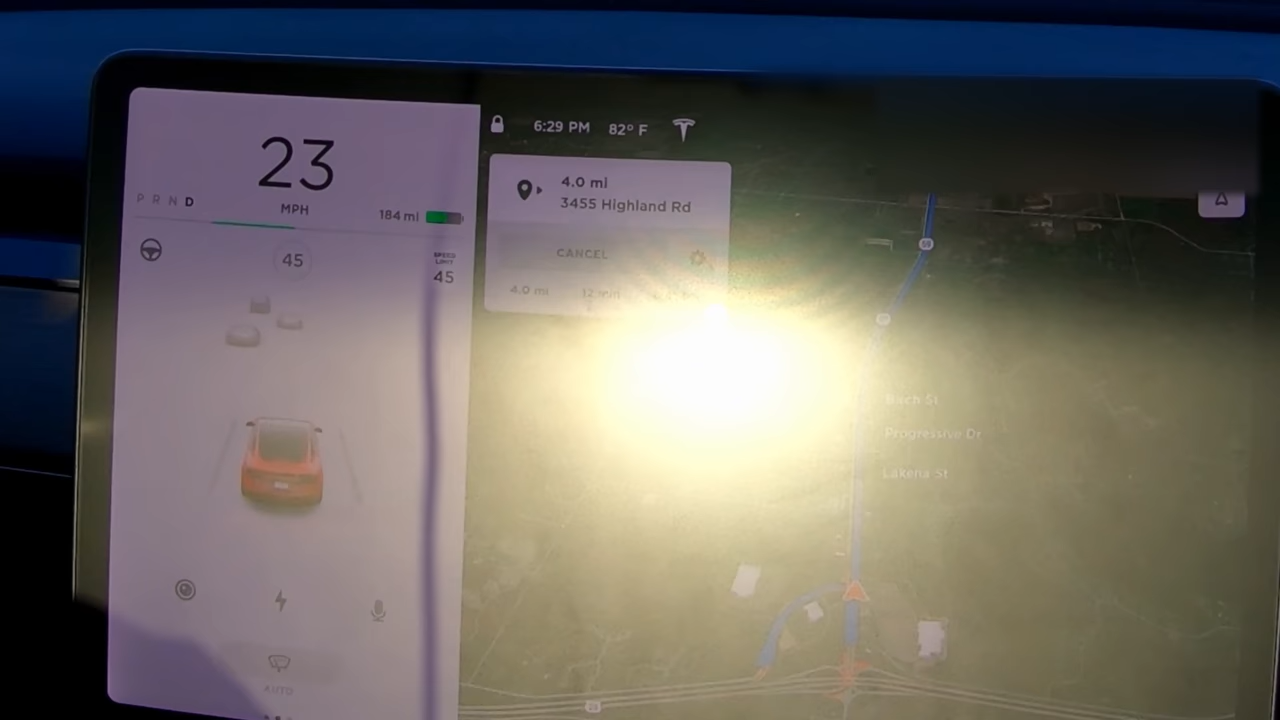 23
MPH
P R N D
184 mi
45
SPEED
LIMIT
45
6:29 PM 82° F
4.0 mi
3455 Highland Rd
CANCEL
4.0 mi
Birch St
Progressive Dr
Lakena St
AUTO